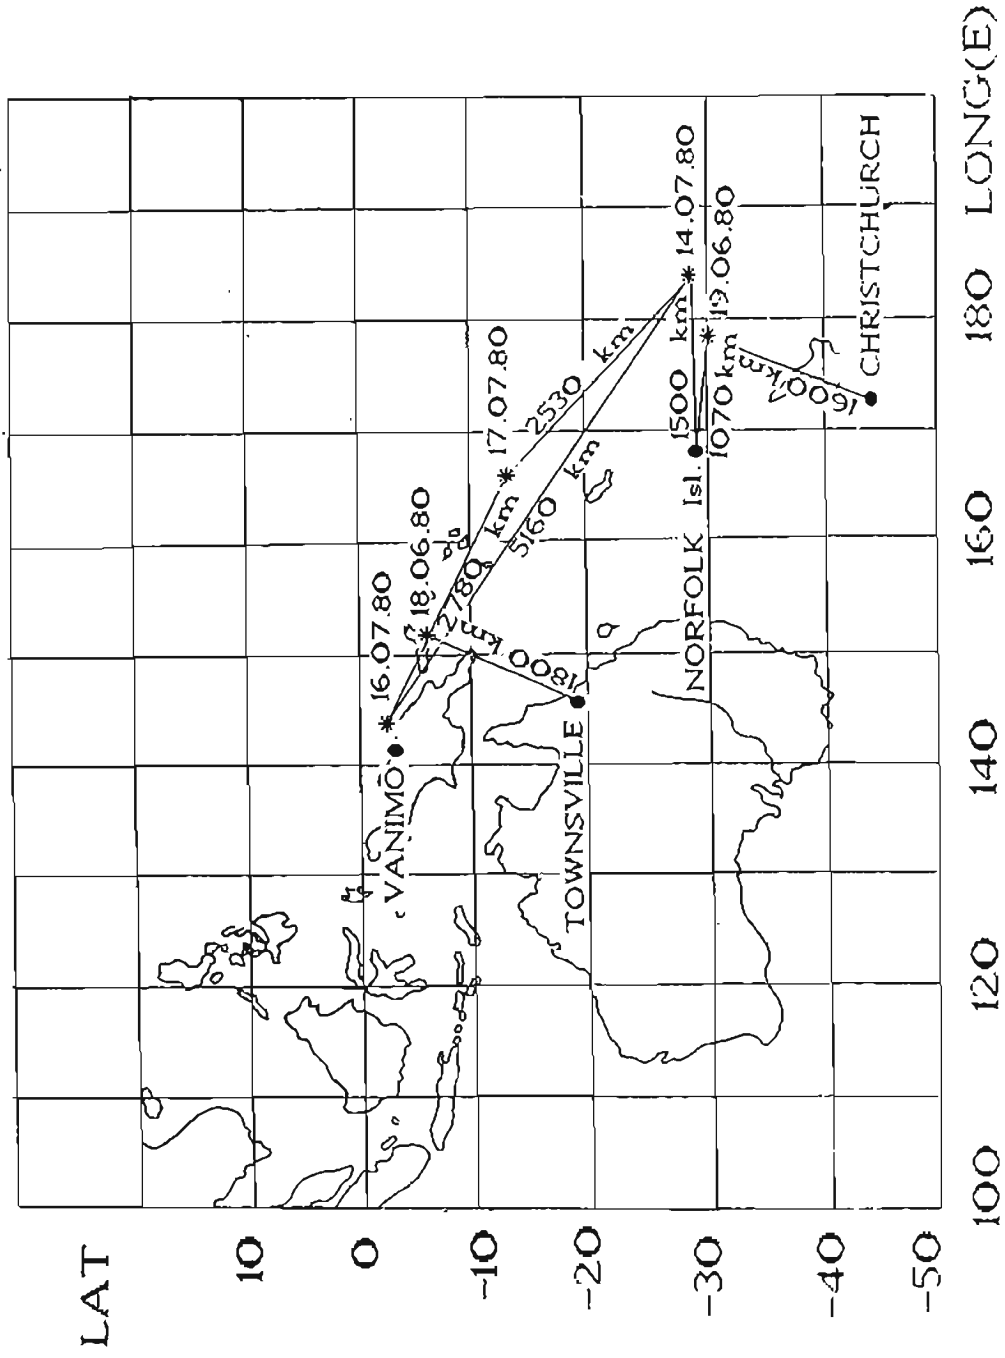 LAT
10
0
-10
-20
-30
-40
-50
100
120
140
160
180
LONG(E)
16.07.80
18.06.80
17.07.80
14.07.80
19.06.80
VANIMO
TOWNSVILLE
NORFOLK Isl.
CHRISTCHURCH
2780 km
2530 km
5160 km
1800 km
1500 km
1070 km
1600 km